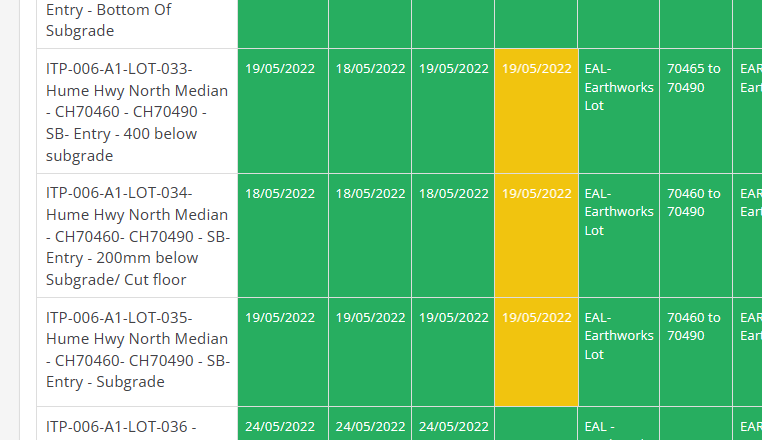 Entry - Bottom Of
Subgrade
ITP-006-A1-LOT-033-
Hume Hwy North Median
- CH70460 - CH70490 -
SB- Entry - 400 below
subgrade
19/05/2022
18/05/2022
19/05/2022
19/05/2022
EAL-
Earthworks
Lot
70465 to
70490
EAR
Eart
ITP-006-A1-LOT-034-
Hume Hwy North Median
- CH70460- CH70490 - SB-
Entry - 200mm below
Subgrade/ Cut floor
18/05/2022
18/05/2022
18/05/2022
19/05/2022
EAL-
Earthworks
Lot
70460 to
70490
EAR
Eart
ITP-006-A1-LOT-035-
Hume Hwy North Median
- CH70460- CH70490 - SB-
Entry - Subgrade
19/05/2022
19/05/2022
19/05/2022
19/05/2022
EAL-
Earthworks
Lot
70460 to
70490
EAR
Eart
ITP-006-A1-LOT-036 -
24/05/2022
24/05/2022
24/05/2022
EAL -